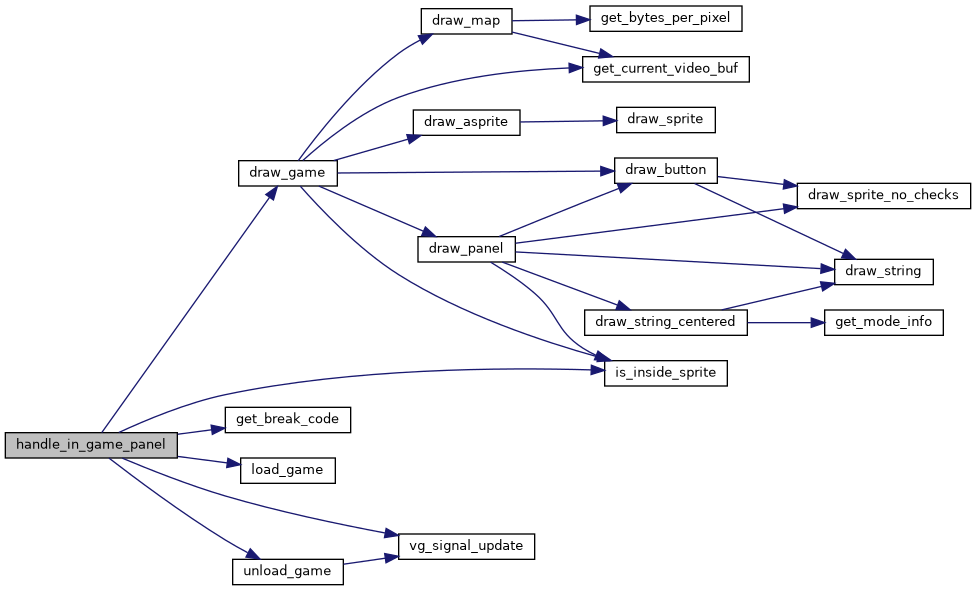 draw_map
get_bytes_per_pixel
get_current_video_buf
draw_asprite
draw_sprite
draw_game
draw_button
draw_sprite_no_checks
draw_panel
draw_string
draw_string_centered
get_mode_info
is_inside_sprite
get_break_code
handle_in_game_panel
load_game
vg_signal_update
unload_game